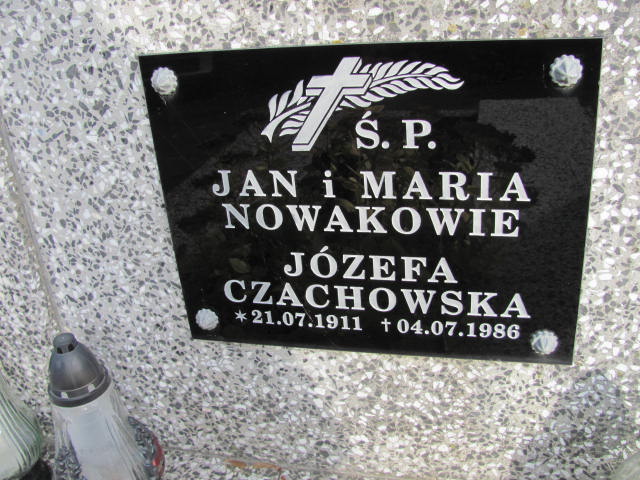 Ś. P.
JAN i MARIA
NOWAKOWIE
JÓZEFA
CZACHOWSKA
*21.07.1911 †04.07.1986